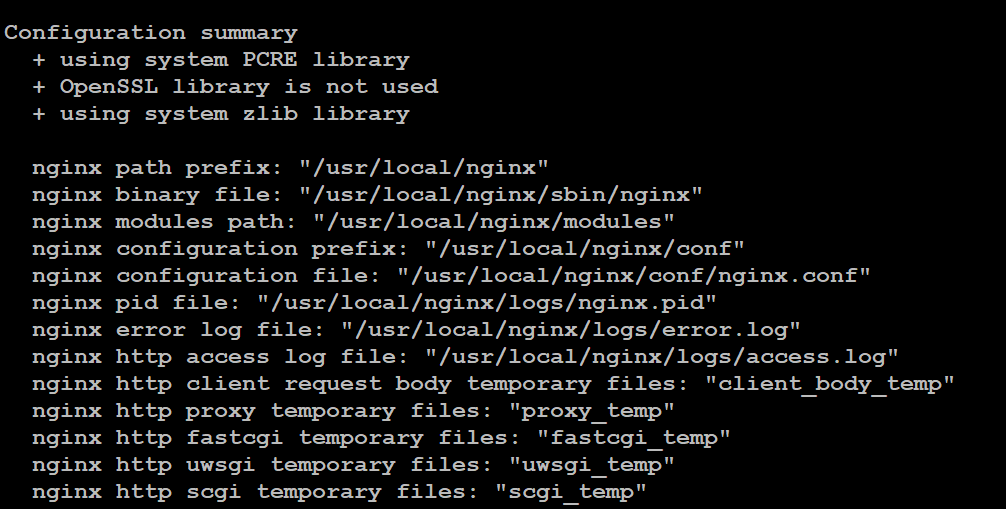 Configuration summary
+ using system PCRE library
+ OpenSSL library is not used
+ using system zlib library
nginx path prefix: "/usr/local/nginx"
nginx binary file: "/usr/local/nginx/sbin/nginx"
nginx modules path: "/usr/local/nginx/modules"
nginx configuration prefix: "/usr/local/nginx/conf"
nginx configuration file: "/usr/local/nginx/conf/nginx.conf"
nginx pid file: "/usr/local/nginx/logs/nginx.pid"
nginx error log file: "/usr/local/nginx/logs/error.log"
nginx http access log file: "/usr/local/nginx/logs/access.log"
nginx http client request body temporary files: "client_body_temp"
nginx http proxy temporary files: "proxy_temp"
nginx http fastcgi temporary files: "fastcgi_temp"
nginx http uwsgi temporary files: "uwsgi_temp"
nginx http scgi temporary files: "scgi_temp"